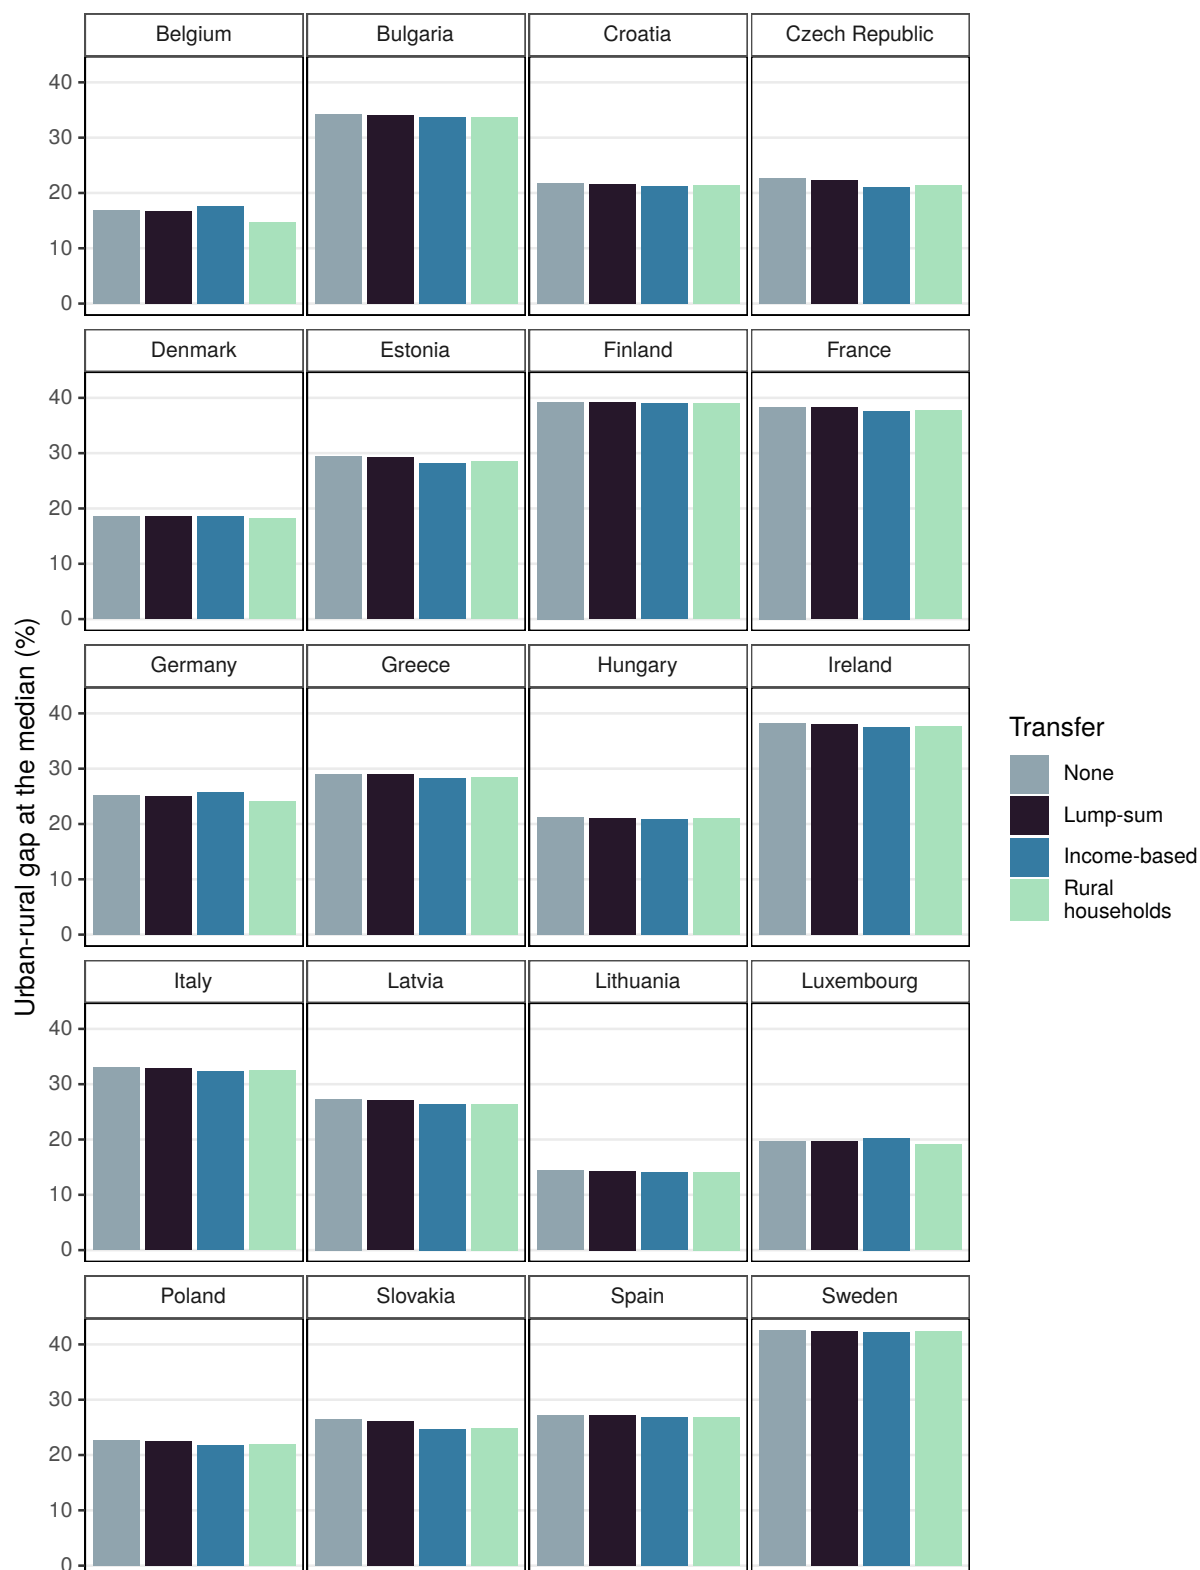 Belgium Bulgaria Croatia Czech Republic
40
30
20
10
0
Denmark Estonia Finland France
40
30
20
10
0
Germany Greece Hungary Ireland
40
30
20
10
0
Italy Latvia Lithuania Luxembourg
40
30
20
10
0
Poland Slovakia Spain Sweden
40
30
20
10
0
Urban-rural gap at the median (%)
Transfer
None
Lump-sum
Income-based
Rural
households